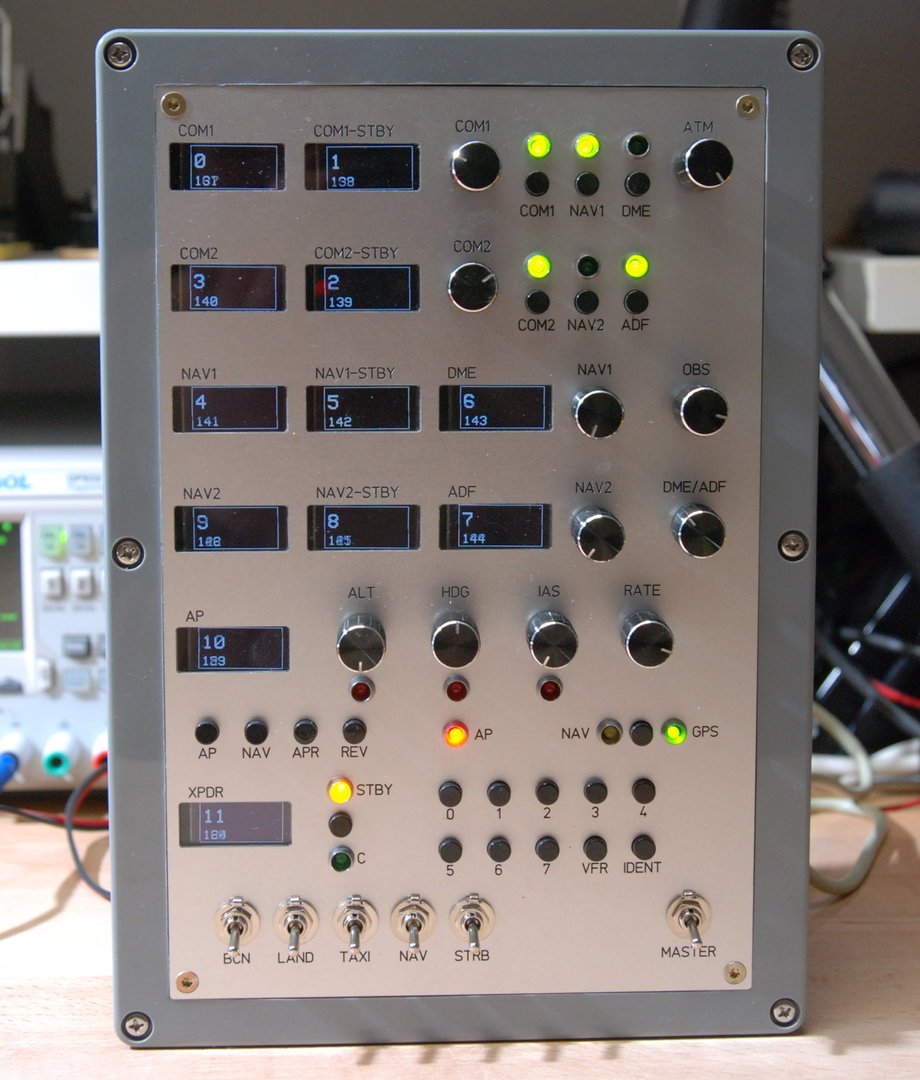 COM1 COM1-STBY COM1 ATM
0 1
138
COM1 NAV1 DME
COM2 COM2-STBY COM2
3 2
140 139
COM2 NAV2 ADF
NAV1 NAV1-STBY DME NAV1 OBS
4 5 6
141 142 143
NAV2 NAV2-STBY ADF NAV2 DME/ADF
9 8 7
144
ALT HDG IAS RATE
AP
10
AP NAV APR REV AP NAV GPS
XPDR STBY
11
0 1 2 3 4
C
5 6 7 VFR IDENT
BCN LAND TAXI NAV STRB MASTER